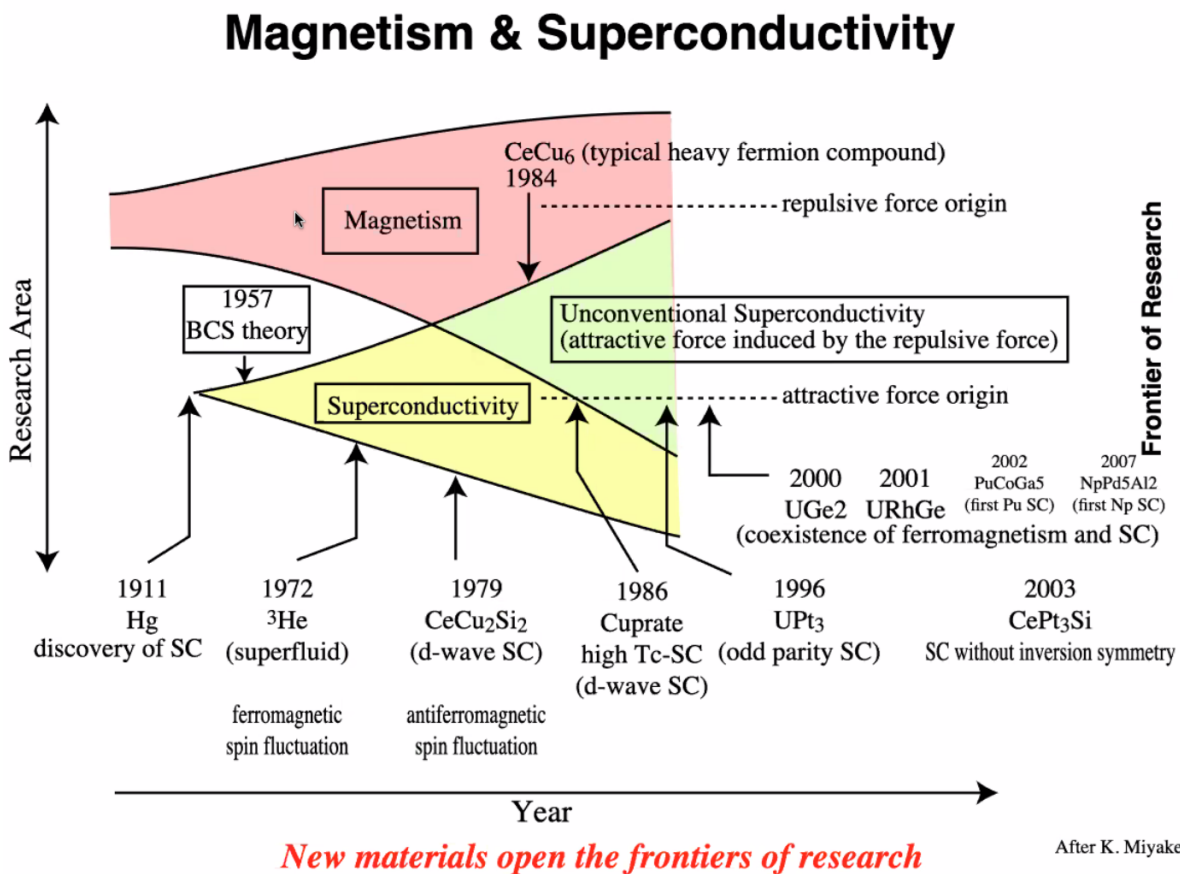 Magnetism & Superconductivity
CeCu₆ (typical heavy fermion compound)
1984
repulsive force origin
Magnetism
1957
BCS theory
Unconventional Superconductivity
(attractive force induced by the repulsive force)
Superconductivity
attractive force origin
Research Area
Frontier of Research
2000
UGe2
2001
URhGe
2002
PuCoGa5
(first Pu SC)
2007
NpPd5Al2
(first Np SC)
(coexistence of ferromagnetism and SC)
1911
Hg
discovery of SC
1972
³He
(superfluid)
ferromagnetic
spin fluctuation
1979
CeCu₂Si₂
(d-wave SC)
antiferromagnetic
spin fluctuation
1986
Cuprate
high Tc-SC
(d-wave SC)
1996
UPt₃
(odd parity SC)
2003
CePt₃Si
SC without inversion symmetry
Year
New materials open the frontiers of research
After K. Miyake